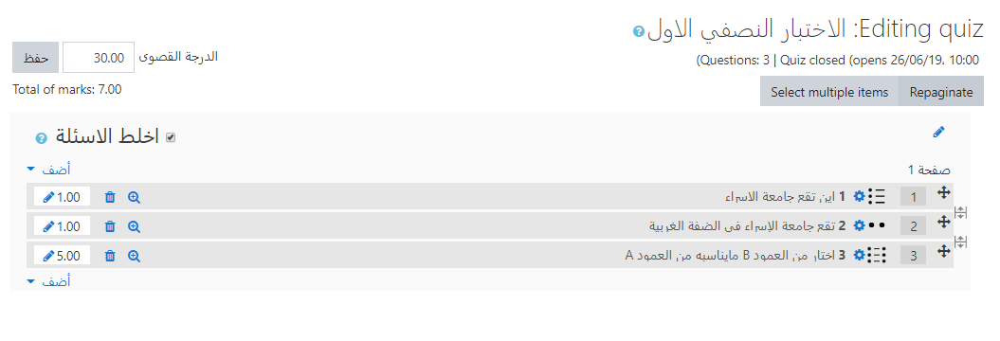 Editing quiz: الاختبار النصفي الاول
الدرجة القصوى 30.00 حفظ
(Questions: 3 | Quiz closed (opens 26/06/19، 10:00
Total of marks: 7.00
Select multiple items Repaginate
اخلط الاسئلة
صفحة 1
أضف
1 1 اين تقع جامعة الاسراء 1.00
2 2 تقع جامعة الإسراء في الضفة الغربية 1.00
3 3 اختار من العمود B مايناسبه من العمود A 5.00
أضف